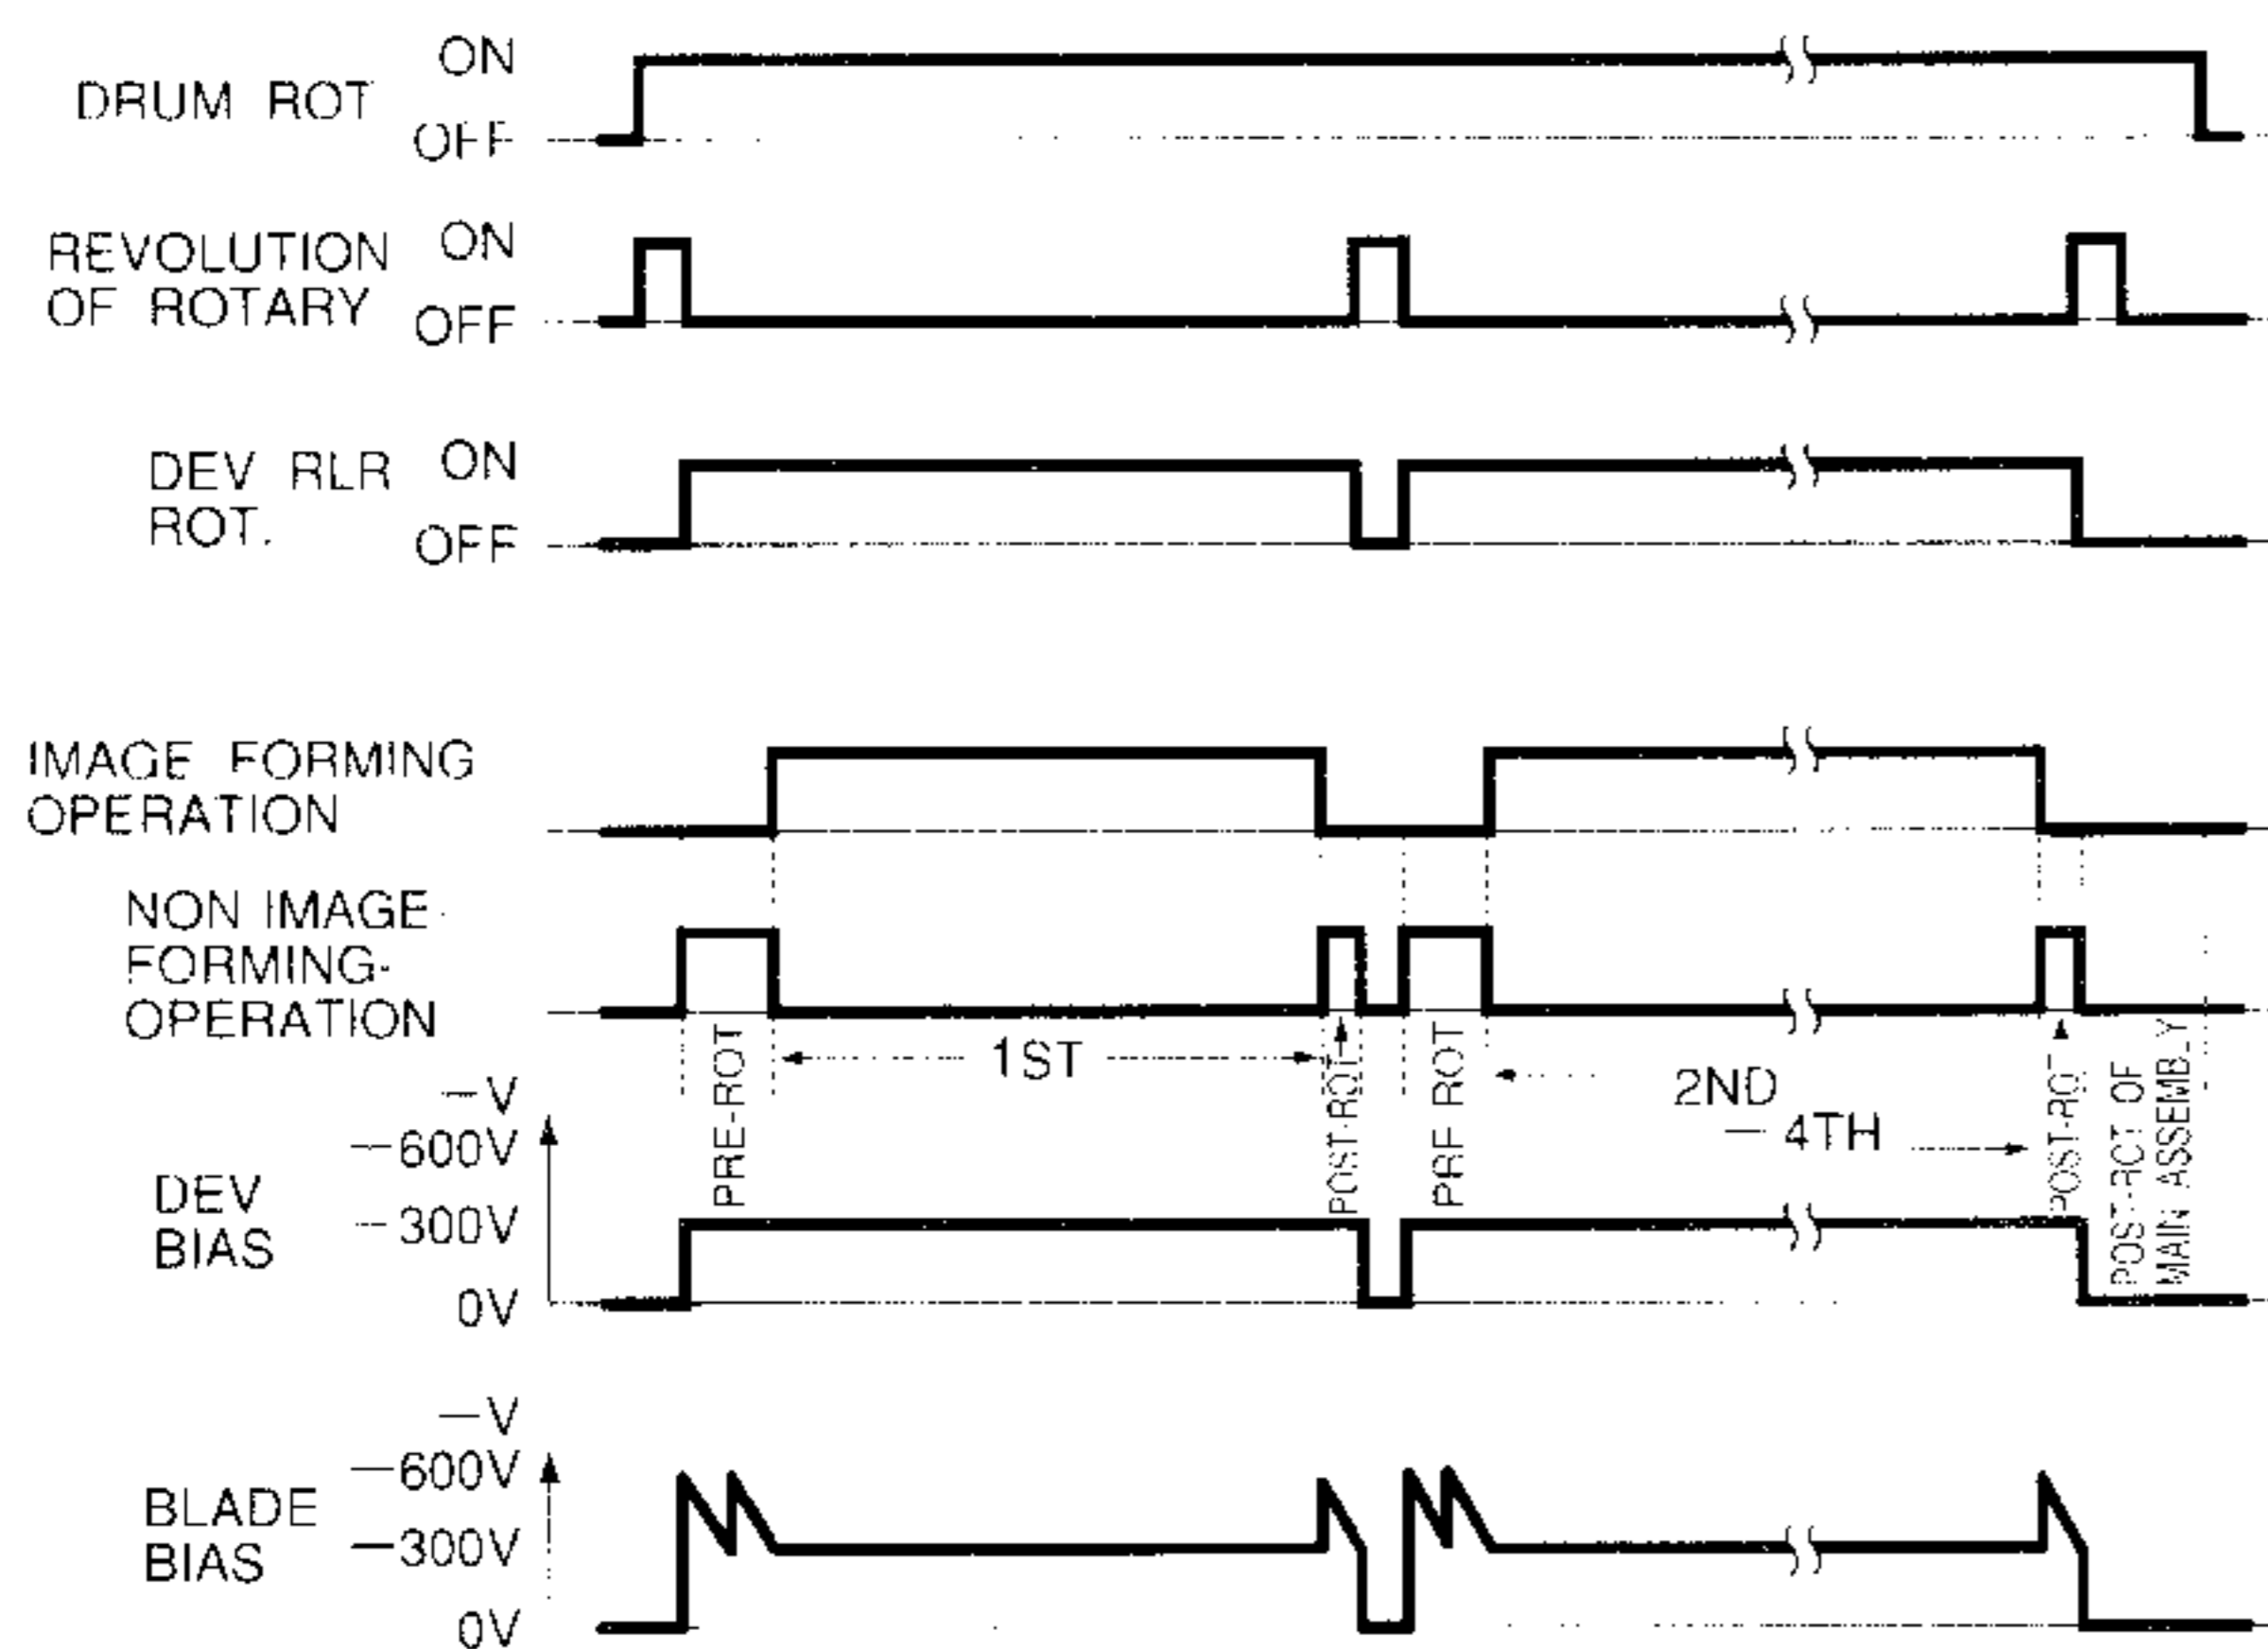 ON
DRUM ROT
OFF
REVOLUTION
OF ROTARY
ON
OFF
DEV RLR
ROT.
ON
OFF
IMAGE FORMING
OPERATION
NON IMAGE-
FORMING-
OPERATION
PRE-ROT
1ST
POST-ROT
PRE ROT
2ND
— 4TH
POST-ROT
POST-ROT OF
MAIN ASSEMBLY
—V
—600V
DEV
BIAS
—300V
0V
—V
—600V
BLADE
BIAS
—300V
0V